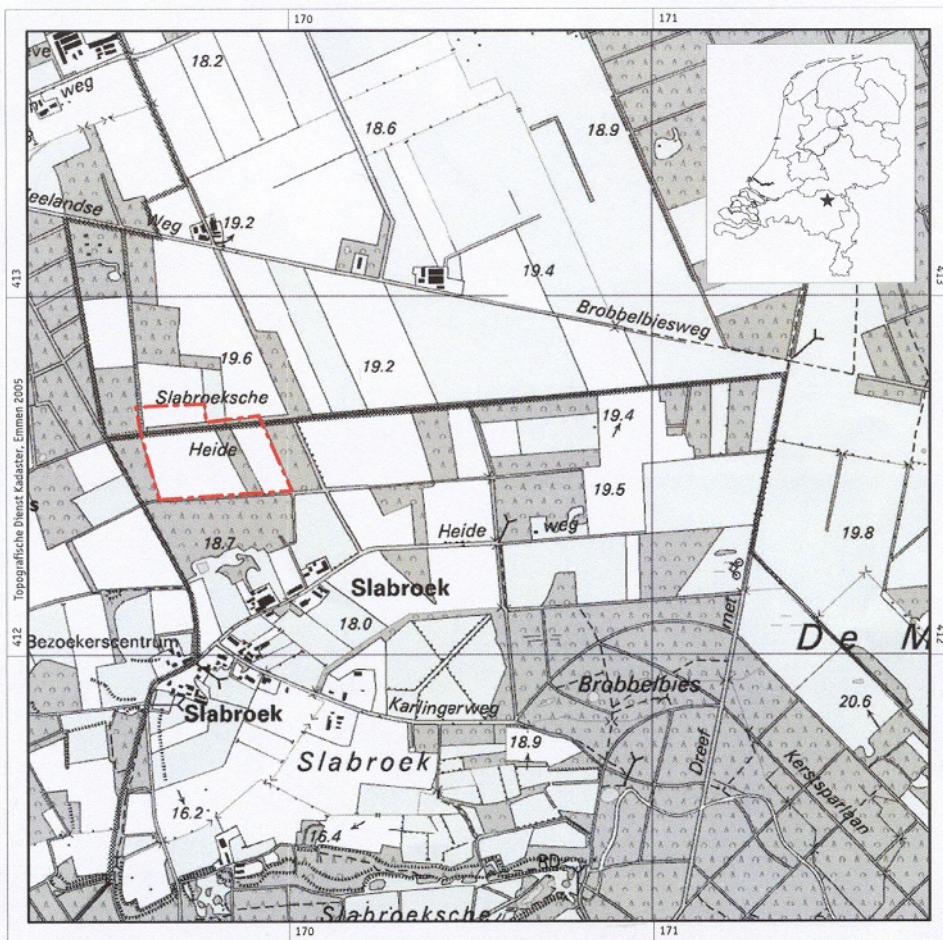 170
171
18.2
weg
18.6
18.9
Weg
19.2
19.4
413
413
Brobbelbiesweg
19.6
19.2
Slabroeksche
Heide
19.4
19.5
Topografische Dienst Kadaster, Emmen 2005
18.7
Heide
weg
19.8
Slabroek
18.0
412
412
Bezoekerscentrum
De M
Brobbelbies
Slabroek
Karlingerweg
20.6
18.9
Slabroek
Dreef
Kerstsparlaan
16.2
16.4
Slabroeksche
170
171